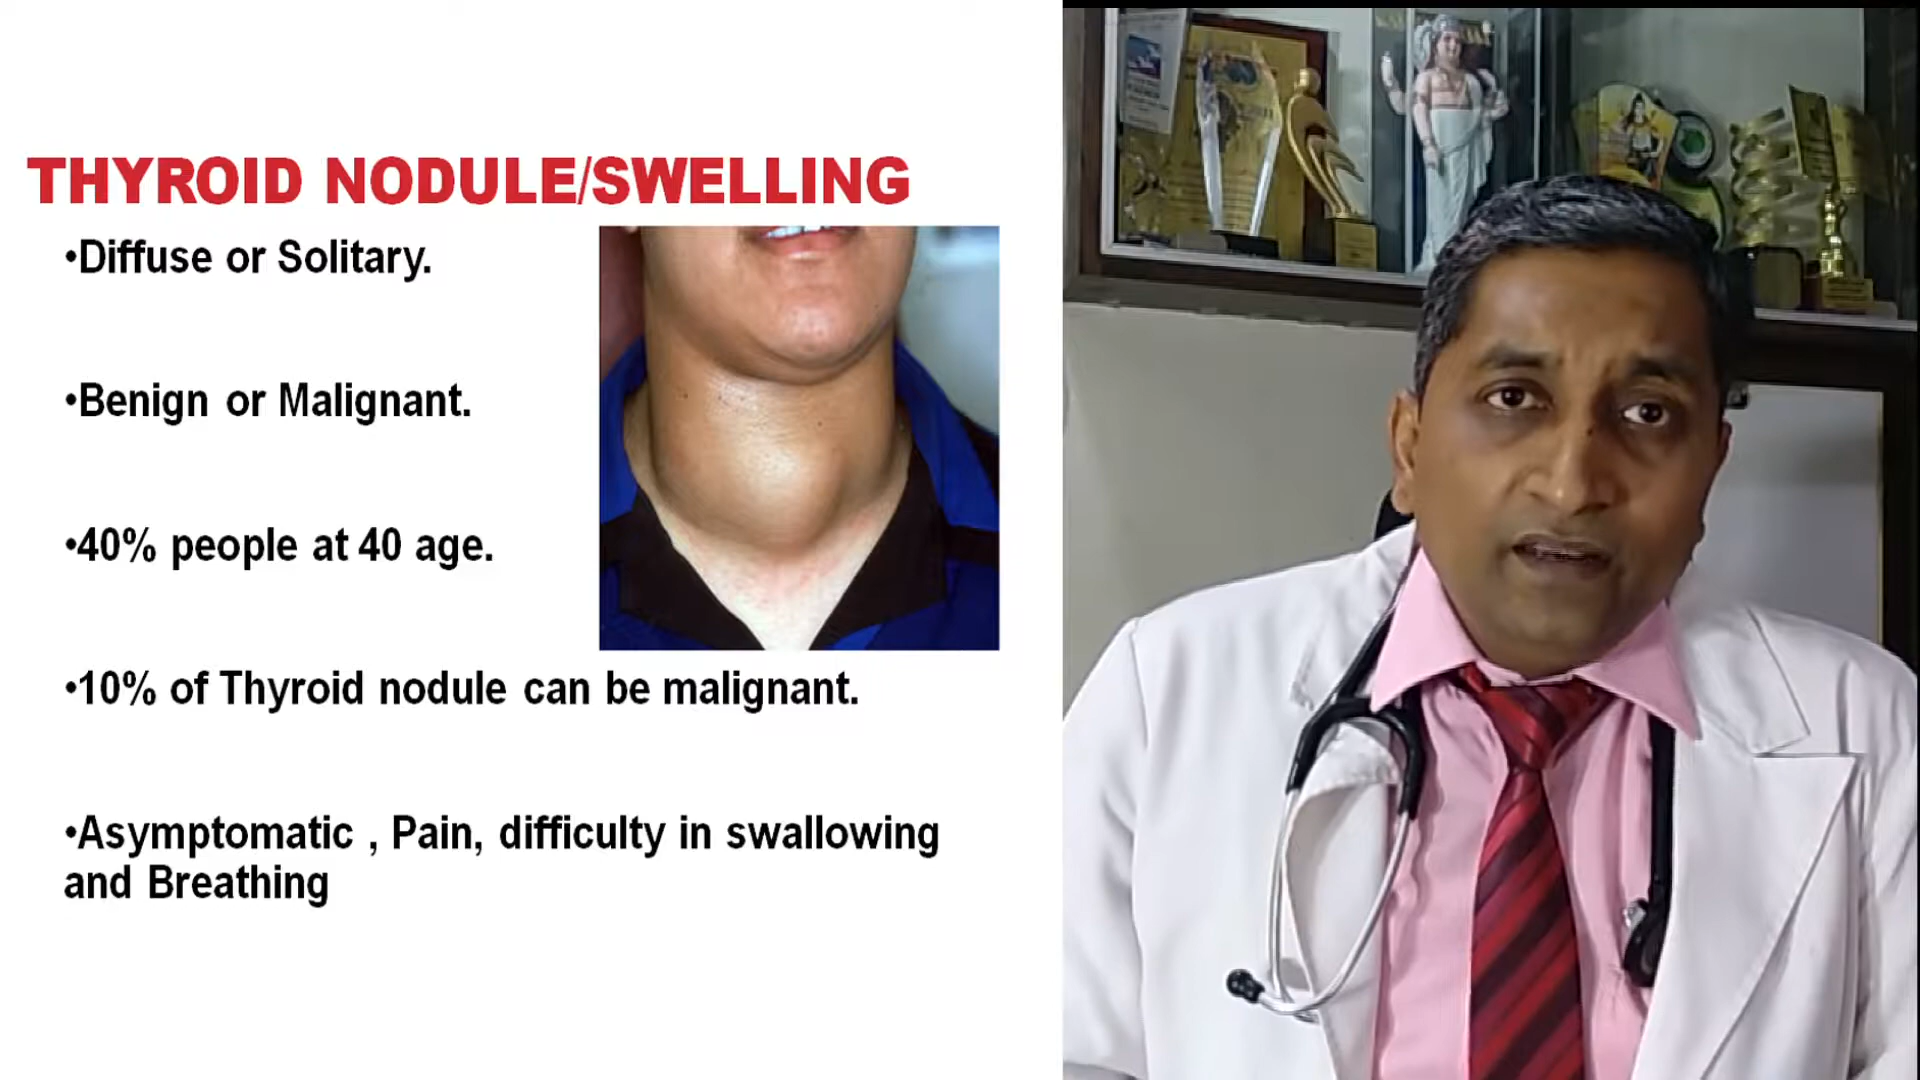 THYROID NODULE/SWELLING
•Diffuse or Solitary.
•Benign or Malignant.
•40% people at 40 age.
•10% of Thyroid nodule can be malignant.
•Asymptomatic , Pain, difficulty in swallowing
and Breathing